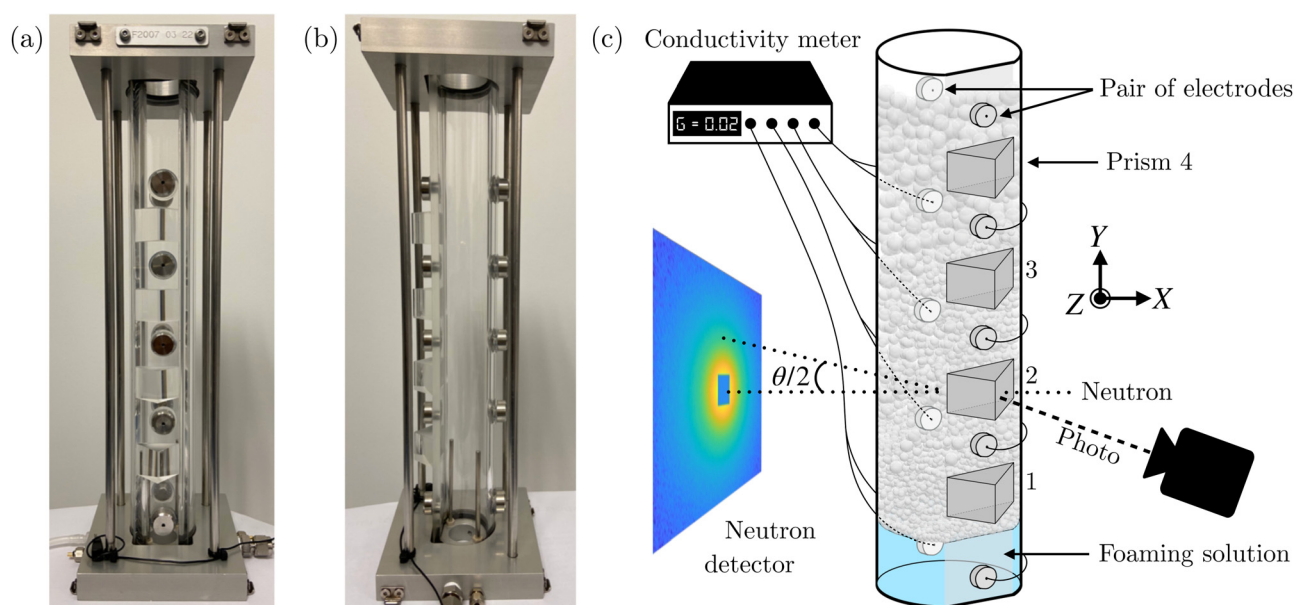 (a)
F2007 03/22
(b)
(c)
Conductivity meter
G = 0.02
Pair of electrodes
Prism 4
3
Y
Z
X
2
θ/2
Neutron
Photo
1
Neutron
detector
Foaming solution